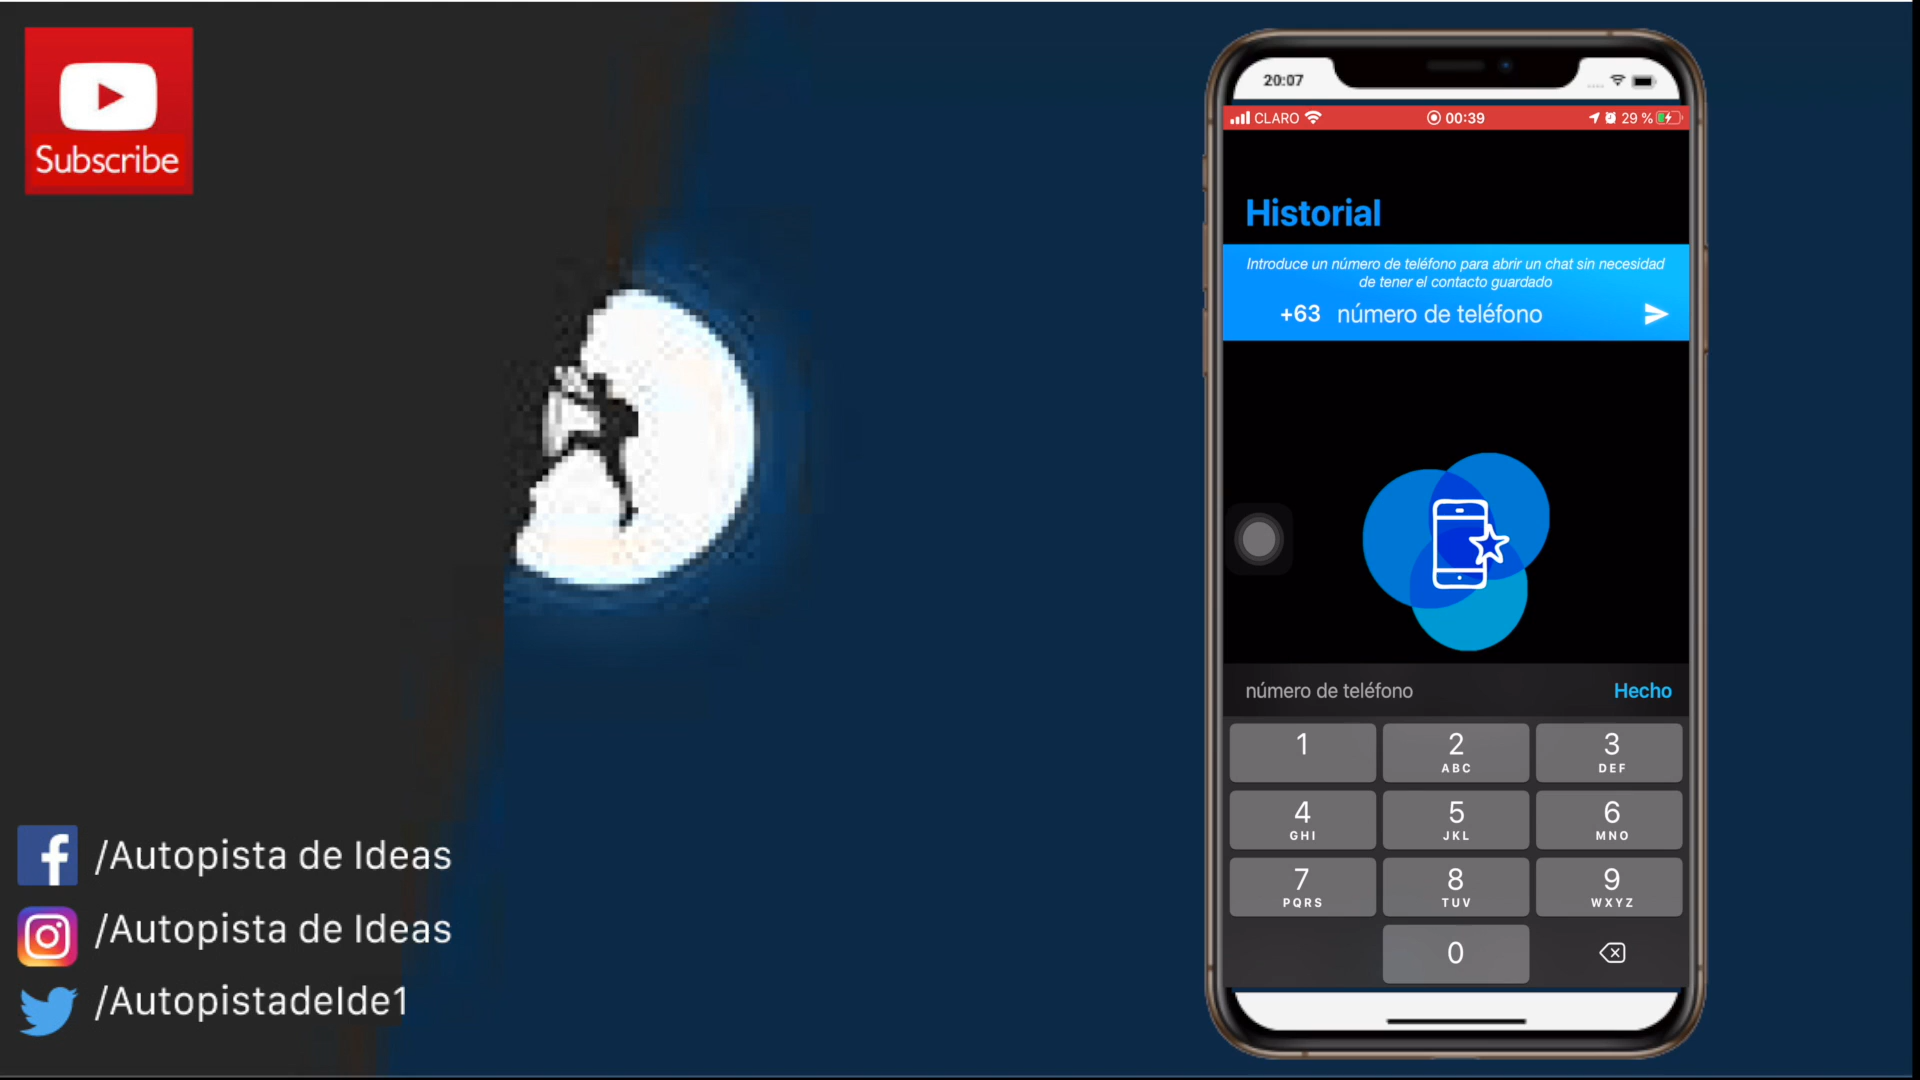 Subscribe
/Autopista de Ideas
/Autopista de Ideas
/AutopistadeIde1
20:07
CLARO 00:39 29 %
Historial
Introduce un número de teléfono para abrir un chat sin necesidad
de tener el contacto guardado
+63 número de teléfono
número de teléfono Hecho
1 2 3
ABC DEF
4 5 6
GHI JKL MNO
7 8 9
PQRS TUV WXYZ
0